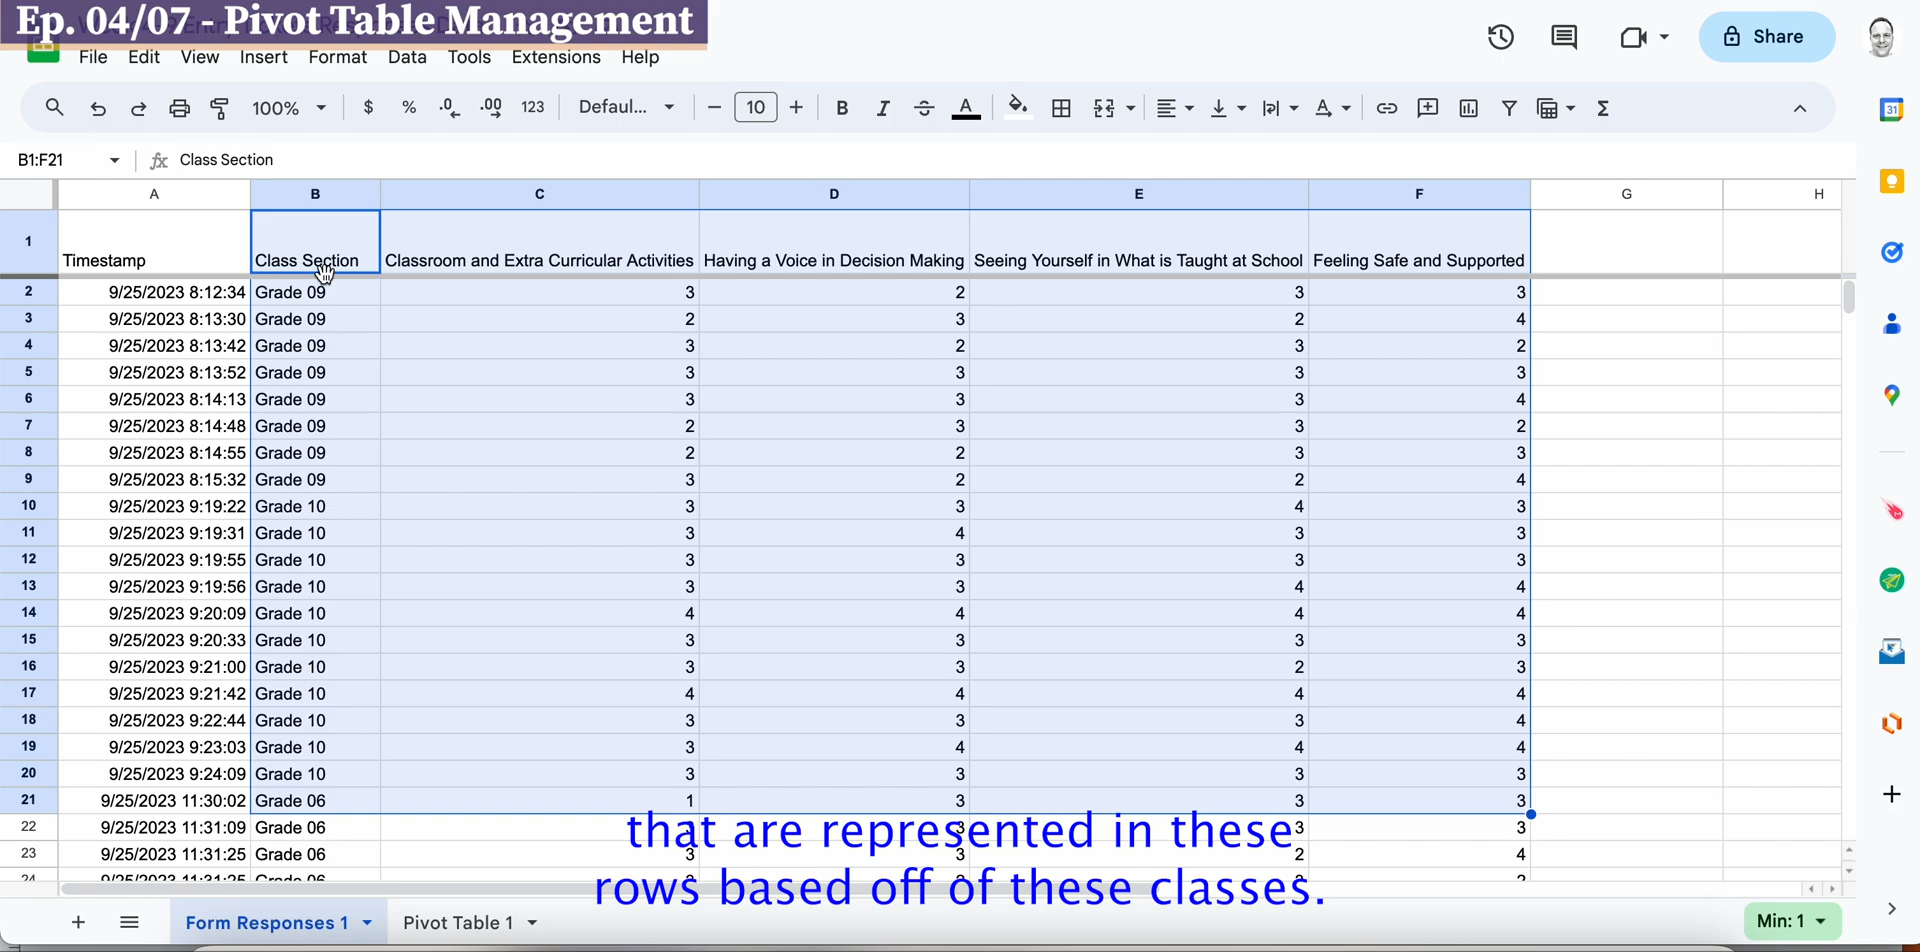 Ep. 04/07 - Pivot Table Management
File Edit View Insert Format Data Tools Extensions Help
Share
100% $ % .0 .00 123 Defaul... 10 B I A
31
B1:F21 fx Class Section
A B C D E F G H
1 Timestamp Class Section Classroom and Extra Curricular Activities Having a Voice in Decision Making Seeing Yourself in What is Taught at School Feeling Safe and Supported
2 9/25/2023 8:12:34 Grade 09 3 2 3 3
3 9/25/2023 8:13:30 Grade 09 2 3 2 4
4 9/25/2023 8:13:42 Grade 09 3 2 3 2
5 9/25/2023 8:13:52 Grade 09 3 3 3 3
6 9/25/2023 8:14:13 Grade 09 3 3 3 4
7 9/25/2023 8:14:48 Grade 09 2 3 3 2
8 9/25/2023 8:14:55 Grade 09 2 2 3 3
9 9/25/2023 8:15:32 Grade 09 3 2 2 4
10 9/25/2023 9:19:22 Grade 10 3 3 4 3
11 9/25/2023 9:19:31 Grade 10 3 4 3 3
12 9/25/2023 9:19:55 Grade 10 3 3 3 3
13 9/25/2023 9:19:56 Grade 10 3 3 4 4
14 9/25/2023 9:20:09 Grade 10 4 4 4 4
15 9/25/2023 9:20:33 Grade 10 3 3 3 3
16 9/25/2023 9:21:00 Grade 10 3 3 2 3
17 9/25/2023 9:21:42 Grade 10 4 4 4 4
18 9/25/2023 9:22:44 Grade 10 3 3 3 4
19 9/25/2023 9:23:03 Grade 10 3 4 4 4
20 9/25/2023 9:24:09 Grade 10 3 3 3 3
21 9/25/2023 11:30:02 Grade 06 1 3 3 3
22 9/25/2023 11:31:09 Grade 06 3 3 3
23 9/25/2023 11:31:25 Grade 06 3 3 2 4
that are represented in these
rows based off of these classes.
Form Responses 1 Pivot Table 1 Min: 1